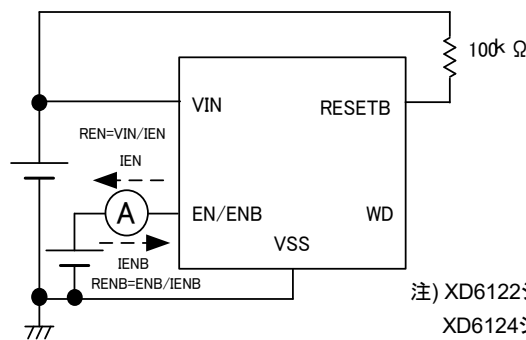 100k Ω
VIN
RESETB
REN=VIN/IEN
IEN
A
EN/ENB
WD
VSS
IENB
RENB=ENB/IENB
注) XD6122
XD6124